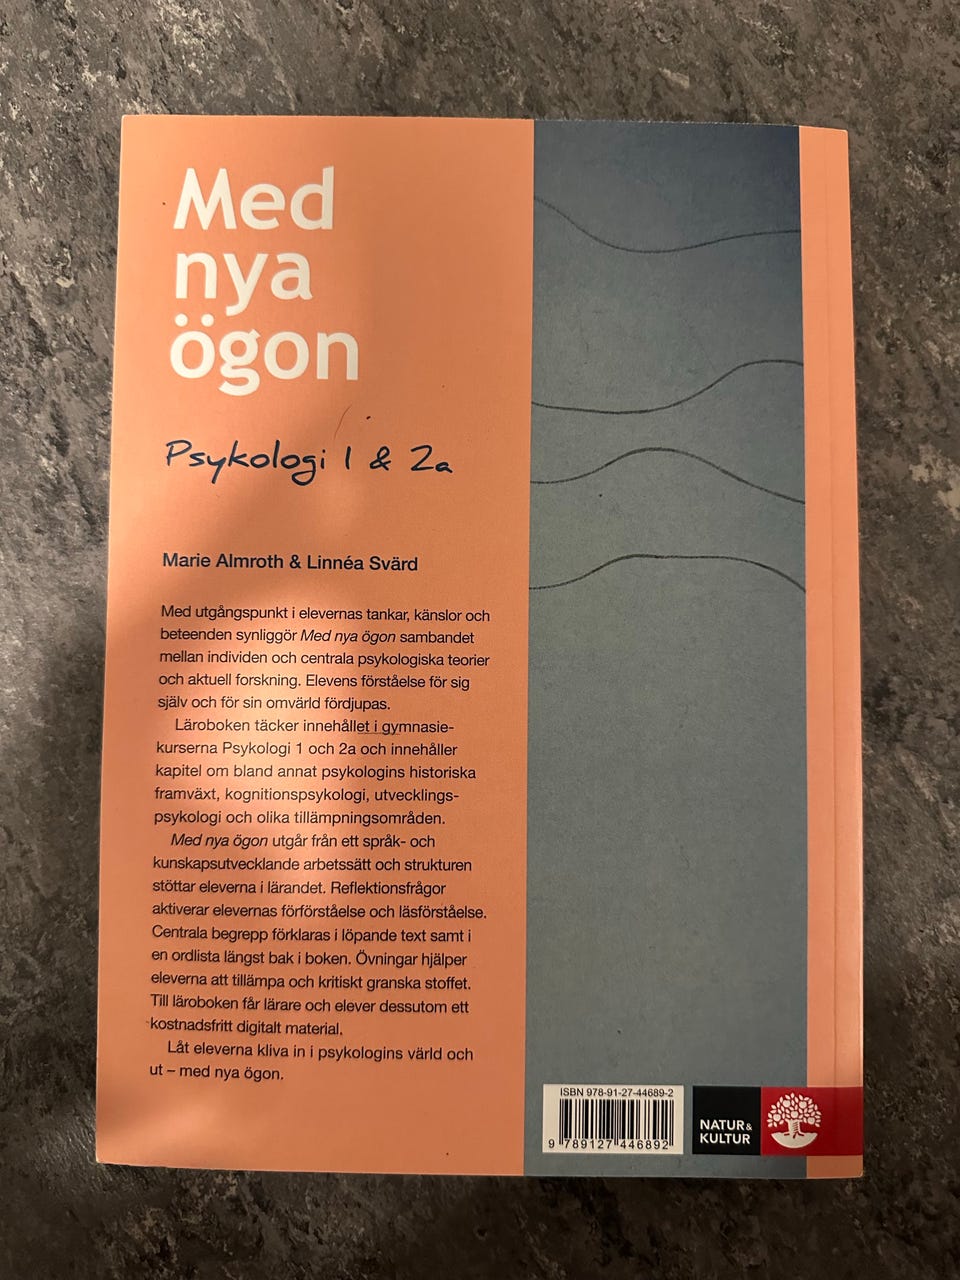 Med
nya
ögon
Psykologi 1 & 2a
Marie Almroth & Linnéa Svärd
Med utgångspunkt i elevernas tankar, känslor och
beteenden synliggör Med nya ögon sambandet
mellan individen och centrala psykologiska teorier
och aktuell forskning. Elevens förståelse för sig
själv och för sin omvärld fördjupas.
Läroboken täcker innehållet i gymnasie-
kurserna Psykologi 1 och 2a och innehåller
kapitel om bland annat psykologins historiska
framväxt, kognitionspsykologi, utvecklings-
psykologi och olika tillämpningsområden.
Med nya ögon utgår från ett språk- och
kunskapsutvecklande arbetssätt och strukturen
stöttar eleverna i lärandet. Reflektionsfrågor
aktiverar elevernas förförståelse och läsförståelse.
Centrala begrepp förklaras i löpande text samt i
en ordlista längst bak i boken. Övningar hjälper
eleverna att tillämpa och kritiskt granska stoffet.
Till läroboken får lärare och elever dessutom ett
kostnadsfritt digitalt material.
Låt eleverna kliva in i psykologins värld och
ut – med nya ögon.
ISBN 978-91-27-44689-2
9 789127 446892
NATUR &
KULTUR